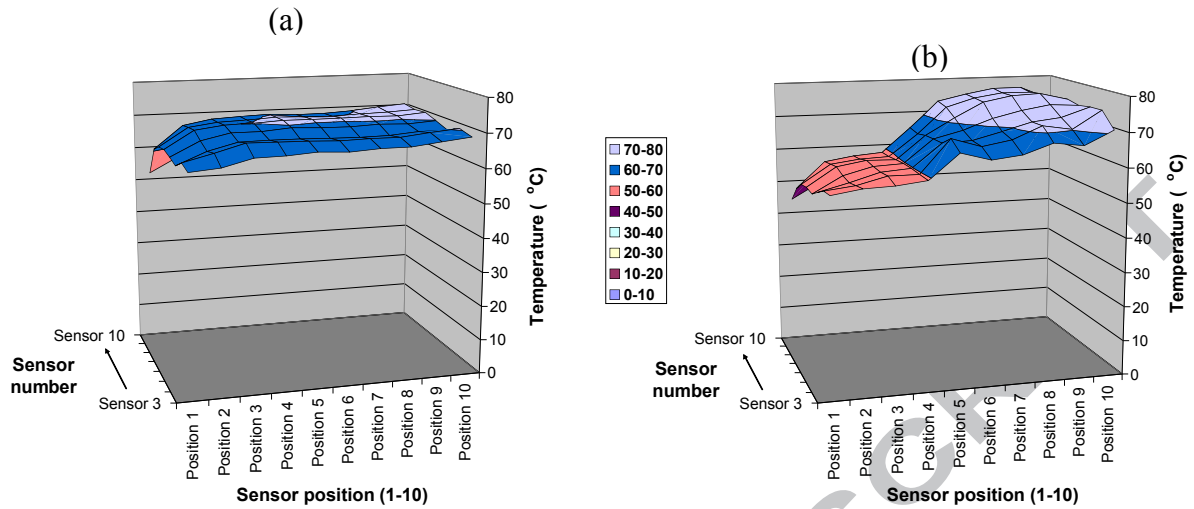 (a)
80
70
60
50
40
30
20
10
0
Temperature ( °C)
Sensor 10
Sensor
number
Sensor 3
Position 1
Position 2
Position 3
Position 4
Position 5
Position 6
Position 7
Position 8
Position 9
Position 10
Sensor position (1-10)
70-80
60-70
50-60
40-50
30-40
20-30
10-20
0-10
(b)
80
70
60
50
40
30
20
10
0
Temperature ( °C)
Sensor 10
Sensor
number
Sensor 3
Position 1
Position 2
Position 3
Position 4
Position 5
Position 6
Position 7
Position 8
Position 9
Position 10
Sensor position (1-10)